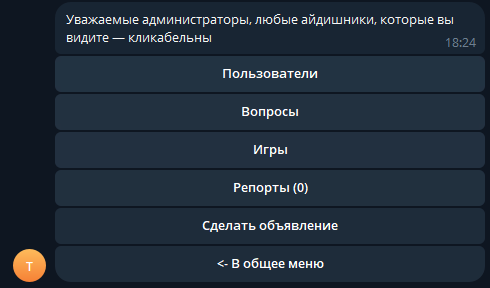 Уважаемые администраторы, любые айдишники, которые вы
видите — кликабельны
18:24
Пользователи
Вопросы
Игры
Репорты (0)
Сделать объявление
<- В общее меню
T